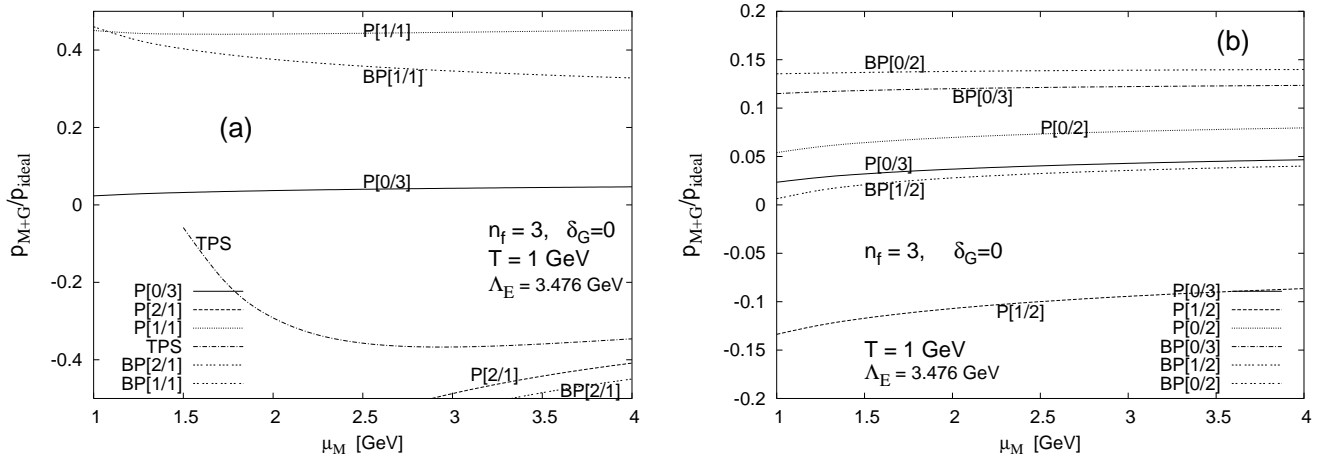 P[1/1]
BP[1/1]
(a)
P[0/3]
TPS
n_f = 3, δ_G=0
T = 1 GeV
Λ_E = 3.476 GeV
P[0/3]
P[2/1]
P[1/1]
TPS
BP[2/1]
BP[1/1]
P[2/1]
BP[2/1]
0.4
0.2
0
-0.2
-0.4
p_M+G/p_ideal
1 1.5 2 2.5 3 3.5 4
μ_M [GeV]
(b)
BP[0/2]
BP[0/3]
P[0/2]
P[0/3]
BP[1/2]
n_f = 3, δ_G=0
P[1/2]
T = 1 GeV
Λ_E = 3.476 GeV
P[0/3]
P[1/2]
P[0/2]
BP[0/3]
BP[1/2]
BP[0/2]
0.2
0.15
0.1
0.05
0
-0.05
-0.1
-0.15
-0.2
p_M+G/p_ideal
1 1.5 2 2.5 3 3.5 4
μ_M [GeV]